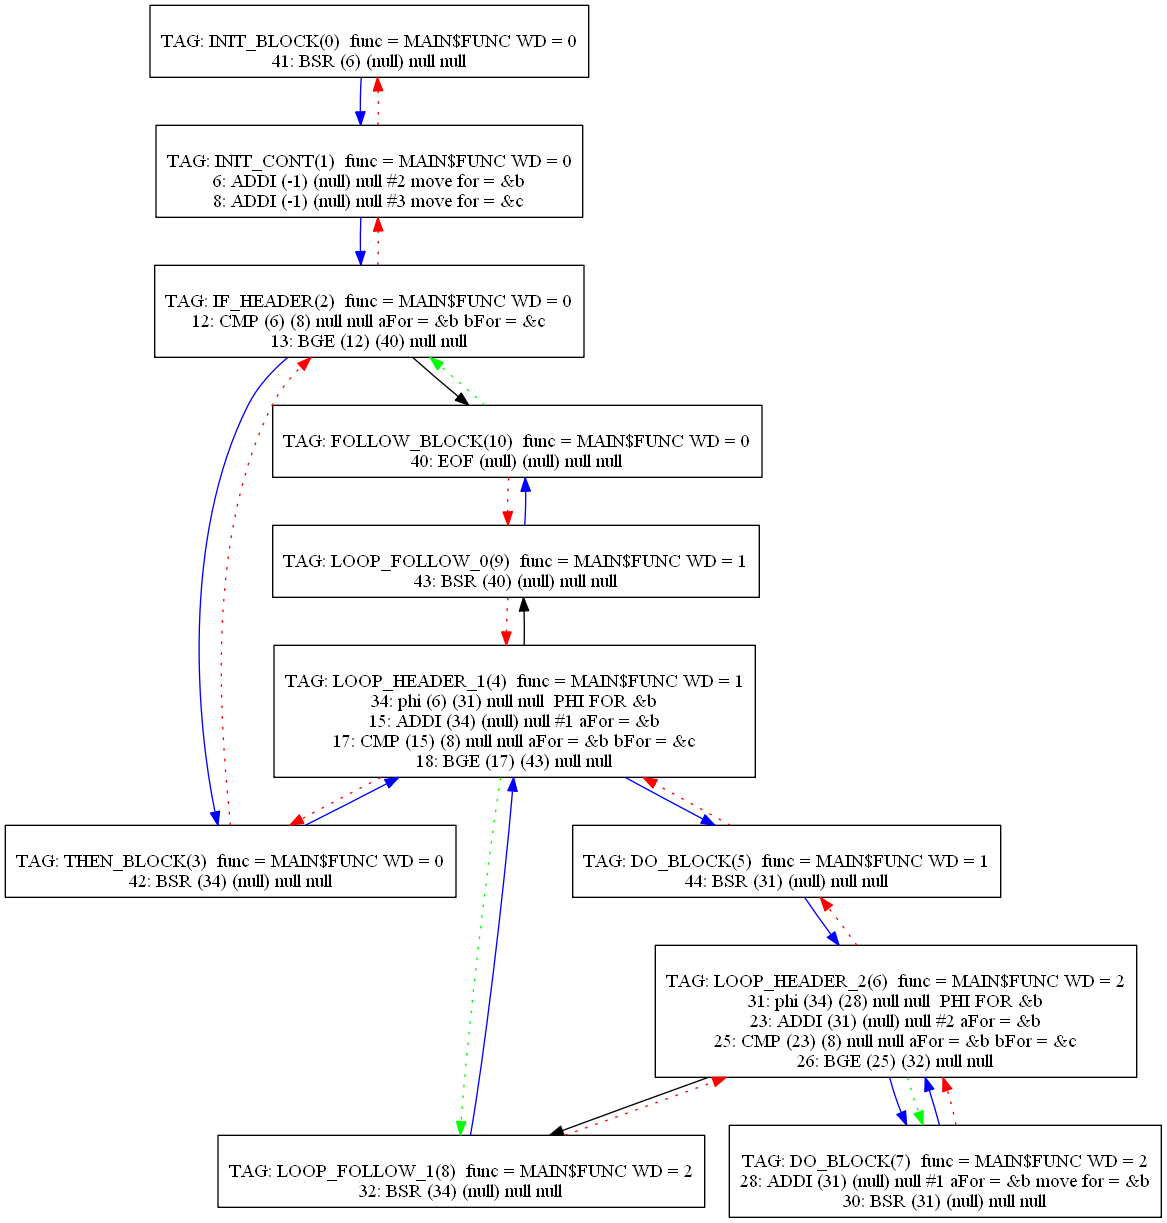 TAG: INIT_BLOCK(0) func = MAIN$FUNC WD = 0
41: BSR (6) (null) null null
TAG: INIT_CONT(1) func = MAIN$FUNC WD = 0
6: ADDI (-1) (null) null #2 move for = &b
8: ADDI (-1) (null) null #3 move for = &c
TAG: IF_HEADER(2) func = MAIN$FUNC WD = 0
12: CMP (6) (8) null null aFor = &b bFor = &c
13: BGE (12) (40) null null
TAG: FOLLOW_BLOCK(10) func = MAIN$FUNC WD = 0
40: EOF (null) (null) null null
TAG: LOOP_FOLLOW_0(9) func = MAIN$FUNC WD = 1
43: BSR (40) (null) null null
TAG: LOOP_HEADER_1(4) func = MAIN$FUNC WD = 1
34: phi (6) (31) null null PHI FOR &b
15: ADDI (34) (null) null #1 aFor = &b
17: CMP (15) (8) null null aFor = &b bFor = &c
18: BGE (17) (43) null null
TAG: THEN_BLOCK(3) func = MAIN$FUNC WD = 0
42: BSR (34) (null) null null
TAG: DO_BLOCK(5) func = MAIN$FUNC WD = 1
44: BSR (31) (null) null null
TAG: LOOP_HEADER_2(6) func = MAIN$FUNC WD = 2
31: phi (34) (28) null null PHI FOR &b
23: ADDI (31) (null) null #2 aFor = &b
25: CMP (23) (8) null null aFor = &b bFor = &c
26: BGE (25) (32) null null
TAG: LOOP_FOLLOW_1(8) func = MAIN$FUNC WD = 2
32: BSR (34) (null) null null
TAG: DO_BLOCK(7) func = MAIN$FUNC WD = 2
28: ADDI (31) (null) null #1 aFor = &b move for = &b
30: BSR (31) (null) null null